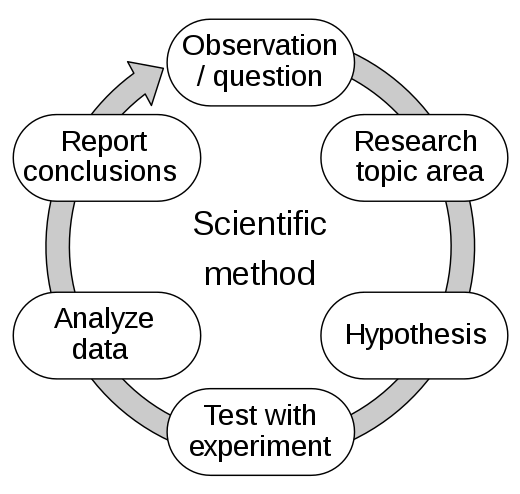 Observation
/ question
Research
topic area
Hypothesis
Test with
experiment
Analyze
data
Report
conclusions
Scientific
method